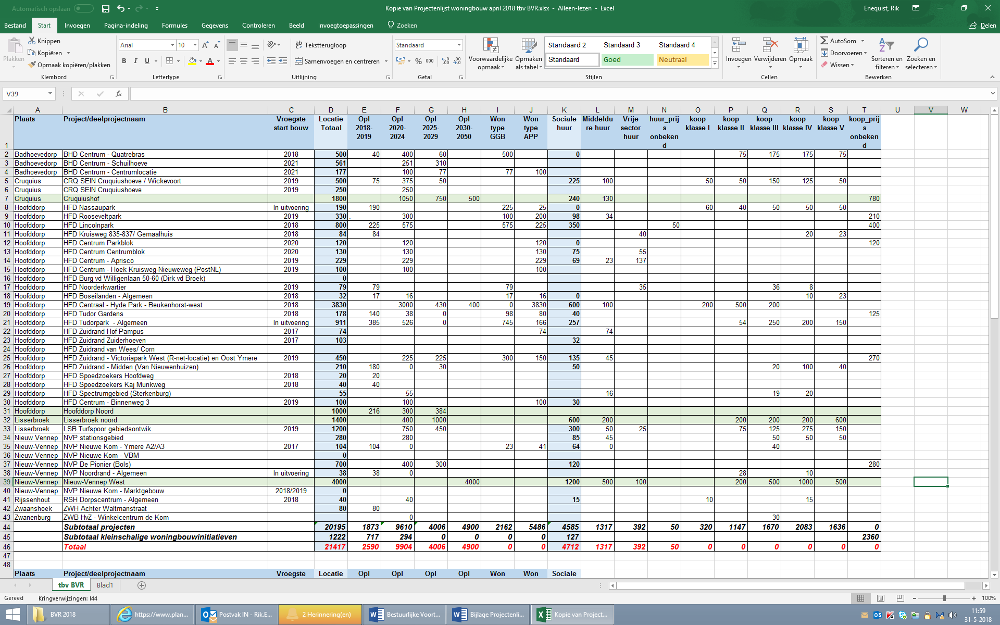 Automatisch opslaan
Kopie van Projectenlijst woningbouw april 2018 tbv BVR.xlsx - Alleen-lezen - Excel
Enequist, Rik
Bestand Start Invoegen Pagina-indeling Formules Gegevens Controleren Beeld Invoegtoepassingen Zoeken Delen
Plakken
Knippen
Kopiëren
Opmaak kopiëren/plakken
Klembord
Arial 10
B I U
Lettertype
Tekstterugloop
Samenvoegen en centreren
Uitlijning
Standaard
% 000
Getal
Voorwaardelijke opmaak
Opmaken als tabel
Standaard 2 Standaard 3 Standaard 4
Standaard Goed Neutraal
Stijlen
Invoegen Verwijderen Opmaak
Cellen
AutoSom
Doorvoeren
Wissen
Sorteren en filteren
Zoeken en selecteren
Bewerken
V39 fx
A B C D E F G H I J K L M N O P Q R S T U V W
1 Plaats Project/deelprojectnaam Vroegste start bouw Locatie Totaal Opl 2018-2019 Opl 2020-2024 Opl 2025-2029 Opl 2030-2050 Won type GGB Won type APP Sociale huur Middeldure huur Vrije sector huur huur_prijs onbekend koop klasse I koop klasse II koop klasse III koop klasse IV koop klasse V koop_prijs onbekend
2 Badhoevedorp BHD Centrum - Quatrebras 2018 500 40 400 60 500 0 75 175 175 75
3 Badhoevedorp BHD Centrum - Schuilhoeve 2021 561 251 310
4 Badhoevedorp BHD Centrum - Centrumlocatie 2021 177 100 77 77 100
5 Cruquius CRQ SEIN Cruquiushoeve / Wickevoort 2019 500 75 375 50 225 100 50 50 150 125 50
6 Cruquius CRQ SEIN Cruquiushoeve 2019 250 250
7 Cruquius Cruquiushof 1800 1050 750 500 240 130 780
8 Hoofddorp HFD Nassaupark In uitvoering 190 190 225 25 0 60 40 50 50 50
9 Hoofddorp HFD Rooseveltpark 2019 330 . 300 100 200 98 34 210
10 Hoofddorp HFD Lincolnpark 2018 800 225 575 575 225 350 50 400
11 Hoofddorp HFD Kruisweg 835-837/ Gemaalhuis 2018 84 84 40 20 23
12 Hoofddorp HFD Centrum Parkblok 2020 120 120 120 0 120
13 Hoofddorp HFD Centrum Centrumblok 2020 130 130 130 75 55
14 Hoofddorp HFD Centrum - Aprisco 2019 229 229 229 69 23 137
15 Hoofddorp HFD Centrum - Hoek Kruisweg-Nieuweweg (PostNL) 2019 100 100 100
16 Hoofddorp HFD Burg vd Willigenlaan 50-60 (Dirk vd Broek) 0
17 Hoofddorp HFD Noorderkwartier 2019 79 79 79 35 36 8
18 Hoofddorp HFD Boseilanden - Algemeen 2018 32 17 16 17 16 0 10 23
19 Hoofddorp HFD Centraal - Hyde Park - Beukenhorst-west 2018 3830 3000 430 400 0 3830 600 100 200 500 200
20 Hoofddorp HFD Tudor Gardens 2018 178 140 38 0 98 80 40 125
21 Hoofddorp HFD Tudorpark - Algemeen In uitvoering 911 385 526 0 745 166 257 54 250 200 150
22 Hoofddorp HFD Zuidrand Hof Pampus 2017 74 74 74
23 Hoofddorp HFD Zuidrand Zuiderhoeven 2017 103 32
24 Hoofddorp HFD Zuidrand van Wees/ Corn
25 Hoofddorp HFD Zuidrand - Victoriapark West (R-net-locatie) en Oost Ymere 2019 450 225 225 300 150 135 45 270
26 Hoofddorp HFD Zuidrand - Midden (Van Nieuwenhuizen) 210 180 0 30 50 20 100 40
27 Hoofddorp HFD Spoedzoekers Hoofdweg 2018 20 20
28 Hoofddorp HFD Spoedzoekers Kaj Munkweg 2018 40 40
29 Hoofddorp HFD Spectrumgebied (Sterkenburg) 55 55 16 19 20
30 Hoofddorp HFD Centrum - Binnenweg 3 2019 100 100 100 30
31 Hoofddorp Hoofddorp Noord 1000 216 300 384
32 Lisserbroek Lisserbroek noord 1400 400 1000 600 200 200 200 200 600
33 Lisserbroek LSB Turfspoor gebiedsontwik. 2019 1200 750 450 300 50 25 75 125 275 150
34 Nieuw Vennep NVP stationsgebied 280 280 85 45 50 50 50
35 Nieuw-Vennep NVP Nieuwe Kom - Ymere A2/A3 2017 104 104 0 23 41 64 0 40
36 Nieuw-Vennep NVP Nieuwe Kom - VBM 0
37 Nieuw-Vennep NVP De Pionier (Bols) 700 400 300 120 280
38 Nieuw-Vennep NVP Noordrand - Algemeen In uitvoering 38 38 0 28 10
39 Nieuw-Vennep Nieuw-Vennep West 4000 4000 1200 500 100 200 500 1000 500
40 Nieuw-Vennep NVP Nieuwe Kom - Marktgebouw 2018/2019 0
41 Rijssenhout RSH Dorpscentrum - Algemeen 2018 40 40 15 10 15
42 Zwaanshoek ZWH Achter Waltmanstraat 80 80
43 Zwanenburg ZWB HvZ - Winkelcentrum de Kom 0 30
44 Subtotaal projecten 20195 1873 9610 4006 4900 2162 5486 4585 1317 392 50 320 1147 1670 2083 1636 0
45 Subtotaal kleinschalige woningbouwinitiatieven 1222 717 294 0 0 0 0 127 2360
46 Totaal 21417 2590 9904 4006 4900 0 0 4712 1317 392 50 0 0 0 0 0 0
47
48
Plaats Project/deelprojectnaam Vroegste Locatie Opl Opl Opl Opl Won Won Sociale
tbv BVR Blad1
Gereed Kringverwijzingen: I44 100%
BVR 2018 https://www.plan... Postvak IN - Rik.E... 2 Herinnering(en) Bestuurlijke Voort... Bijlage Projectenli... Kopie van Project...
11:59
31-5-2018